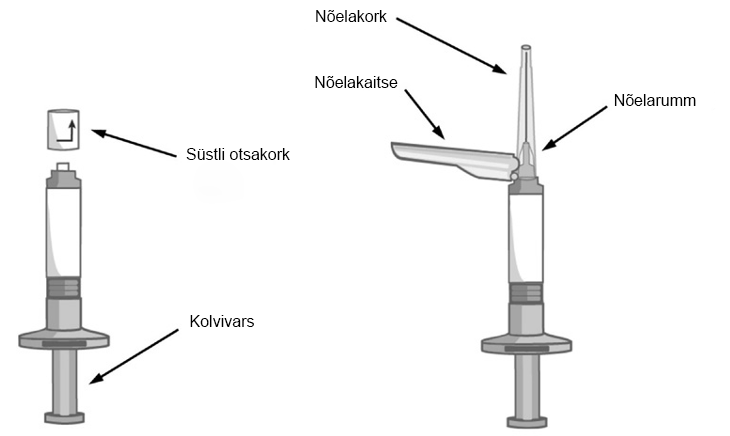 Nõelakork
Nõelakaitse
Nõelarumm
Süstli otsakork
Kolvivars